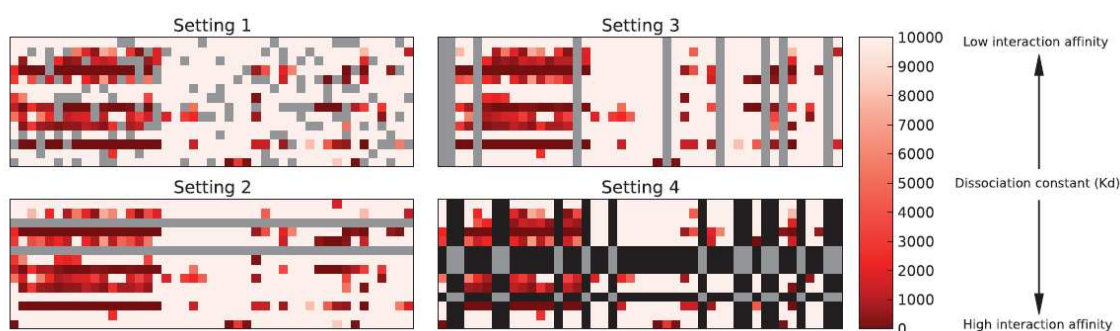 Setting 1
Setting 3
Setting 2
Setting 4
10000
9000
8000
7000
6000
5000
4000
3000
2000
1000
0
Low interaction affinity
Dissociation constant (Kd)
High interaction affinity